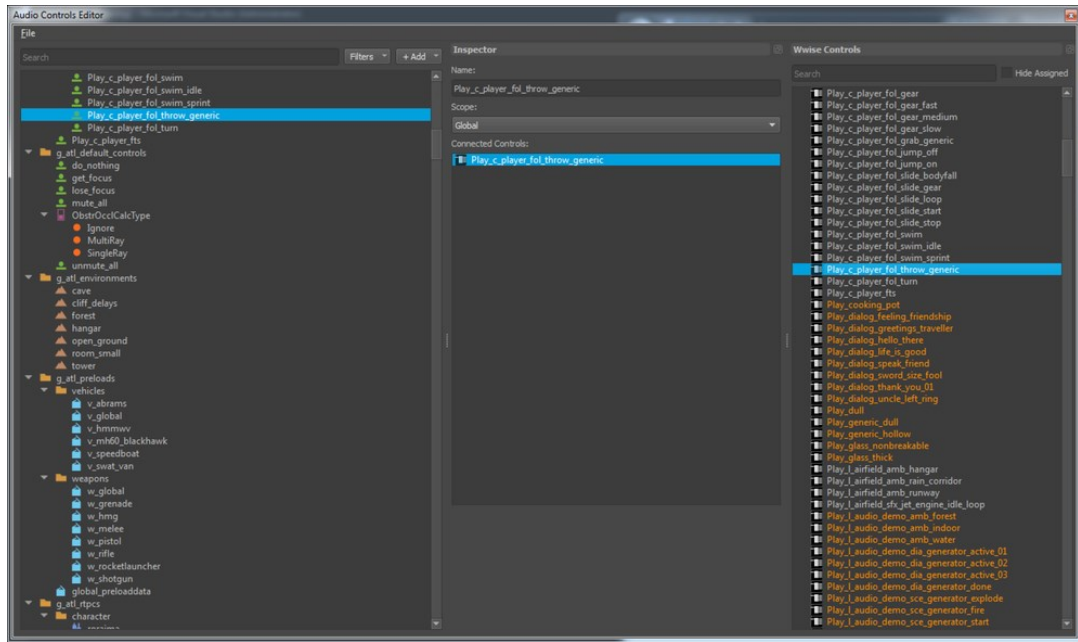 Audio Controls Editor
File
Search
Filters
+ Add
Play_c_player_fol_swim
Play_c_player_fol_swim_idle
Play_c_player_fol_swim_sprint
Play_c_player_fol_throw_generic
Play_c_player_fol_turn
Play_c_player_fts
g_atl_default_controls
do_nothing
get_focus
lose_focus
mute_all
ObstrOcclCalcType
Ignore
MultiRay
SingleRay
unmute_all
g_atl_environments
cave
cliff_delays
forest
hangar
open_ground
room_small
tower
g_atl_preloads
vehicles
v_abrams
v_global
v_hmmwv
v_mh60_blackhawk
v_speedboat
v_swat_van
weapons
w_global
w_grenade
w_hmg
w_melee
w_pistol
w_rifle
w_rocketlauncher
w_shotgun
global_preloaddata
g_atl_rtpcs
character
Inspector
Name:
Play_c_player_fol_throw_generic
Scope:
Global
Connected Controls:
Play_c_player_fol_throw_generic
Wwise Controls
Search
Hide Assigned
Play_c_player_fol_gear
Play_c_player_fol_gear_fast
Play_c_player_fol_gear_medium
Play_c_player_fol_gear_slow
Play_c_player_fol_grab_generic
Play_c_player_fol_jump_off
Play_c_player_fol_jump_on
Play_c_player_fol_slide_bodyfall
Play_c_player_fol_slide_gear
Play_c_player_fol_slide_loop
Play_c_player_fol_slide_start
Play_c_player_fol_slide_stop
Play_c_player_fol_swim
Play_c_player_fol_swim_idle
Play_c_player_fol_swim_sprint
Play_c_player_fol_throw_generic
Play_c_player_fol_turn
Play_c_player_fts
Play_cooking_pot
Play_dialog_feeling_friendship
Play_dialog_greetings_traveller
Play_dialog_hello_there
Play_dialog_life_is_good
Play_dialog_speak_friend
Play_dialog_sword_size_fool
Play_dialog_thank_you_01
Play_dialog_uncle_left_ring
Play_dull
Play_generic_dull
Play_generic_hollow
Play_glass_nonbreakable
Play_glass_thick
Play_l_airfield_amb_hangar
Play_l_airfield_amb_rain_corridor
Play_l_airfield_amb_runway
Play_l_airfield_sfx_jet_engine_idle_loop
Play_l_audio_demo_amb_forest
Play_l_audio_demo_amb_indoor
Play_l_audio_demo_amb_water
Play_l_audio_demo_dia_generator_active_01
Play_l_audio_demo_dia_generator_active_02
Play_l_audio_demo_dia_generator_active_03
Play_l_audio_demo_dia_generator_done
Play_l_audio_demo_sce_generator_explode
Play_l_audio_demo_sce_generator_fire
Play_l_audio_demo_sce_generator_start